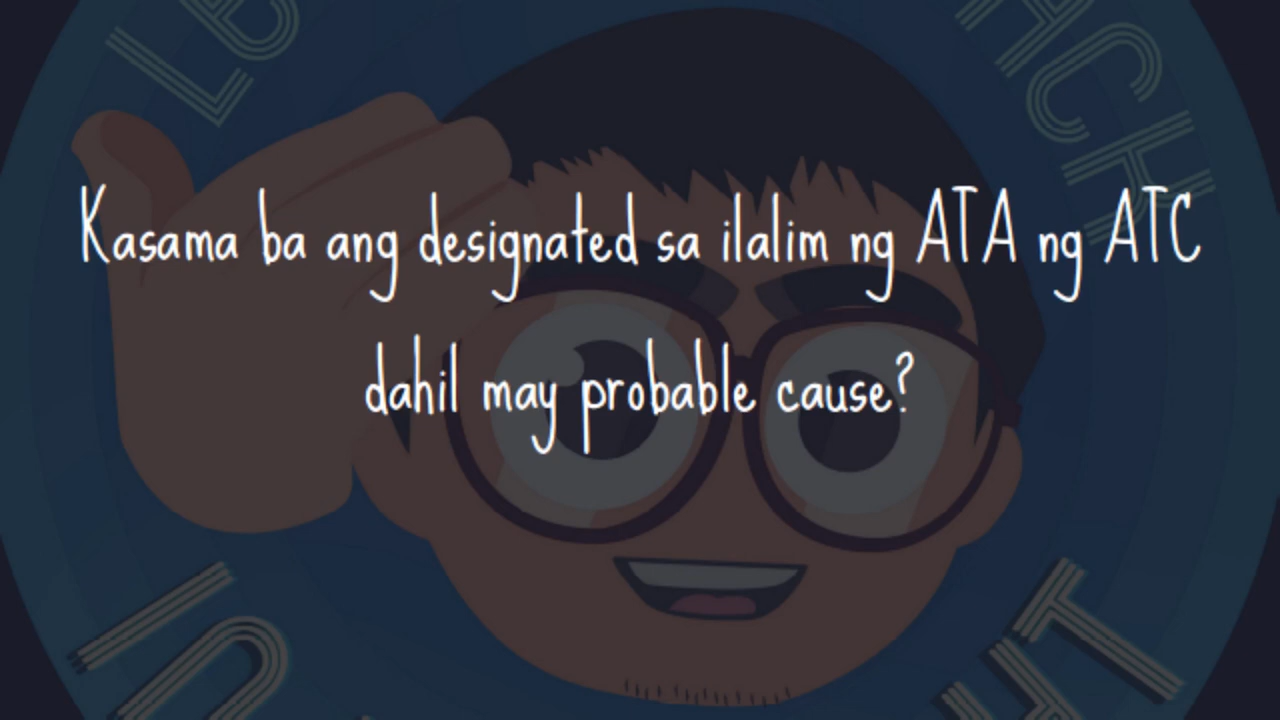 Kasama ba ang designated sa ilalim ng ATA ng ATC
dahil may probable cause?